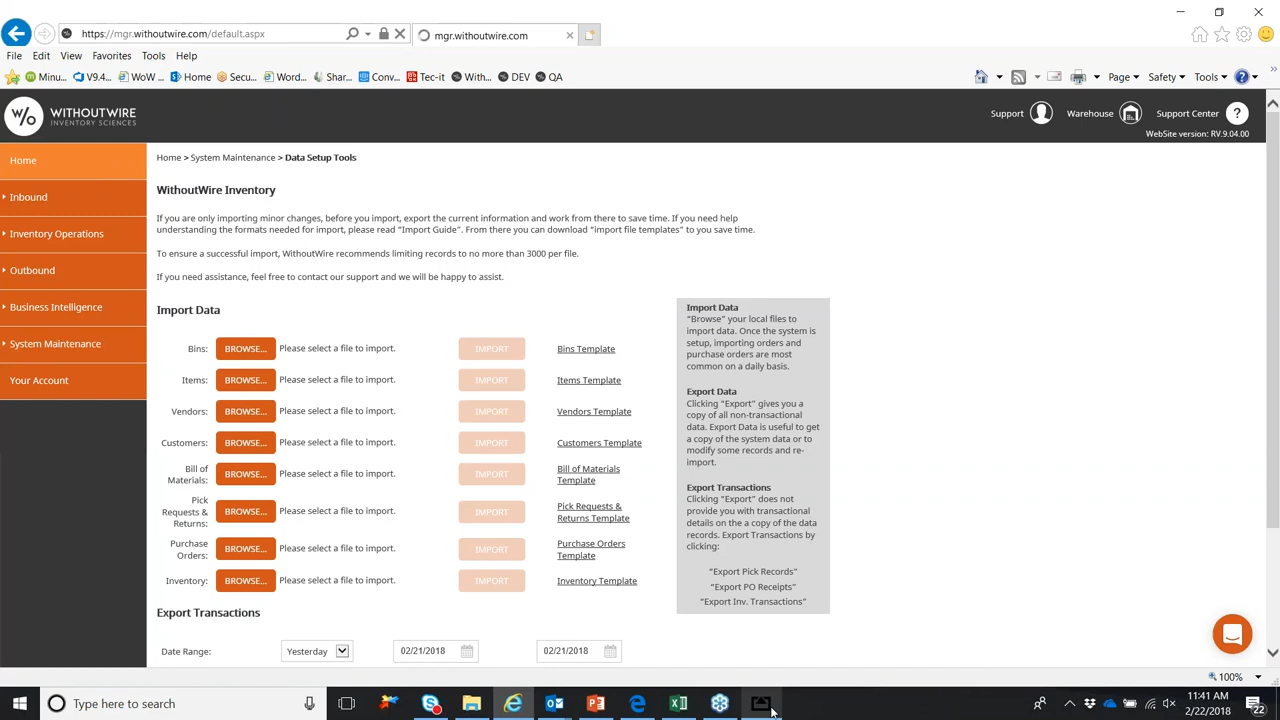 https://mgr.withoutwire.com/default.aspx
mgr.withoutwire.com
File Edit View Favorites Tools Help
Minu... V9.4... WoW ... Home Secu... Word... Shar... Conv... Tec-it With... DEV QA
Page Safety Tools
W/O WITHOUTWIRE
INVENTORY SCIENCES
Support Warehouse Support Center ?
WebSite version: RV.9.04.00
Home
Inbound
Inventory Operations
Outbound
Business Intelligence
System Maintenance
Your Account
Home > System Maintenance > Data Setup Tools
WithoutWire Inventory
If you are only importing minor changes, before you import, export the current information and work from there to save time. If you need help
understanding the formats needed for import, please read "Import Guide". From there you can download "import file templates" to you save time.
To ensure a successful import, WithoutWire recommends limiting records to no more than 3000 per file.
If you need assistance, feel free to contact our support and we will be happy to assist.
Import Data
Bins: BROWSE... Please select a file to import. IMPORT Bins Template
Items: BROWSE... Please select a file to import. IMPORT Items Template
Vendors: BROWSE... Please select a file to import. IMPORT Vendors Template
Customers: BROWSE... Please select a file to import. IMPORT Customers Template
Bill of
Materials: BROWSE... Please select a file to import. IMPORT Bill of Materials
Template
Pick
Requests &
Returns: BROWSE... Please select a file to import. IMPORT Pick Requests &
Returns Template
Purchase
Orders: BROWSE... Please select a file to import. IMPORT Purchase Orders
Template
Inventory: BROWSE... Please select a file to import. IMPORT Inventory Template
Export Transactions
Date Range: Yesterday 02/21/2018 02/21/2018
Import Data
"Browse" your local files to
import data. Once the system is
setup, importing orders and
purchase orders are most
common on a daily basis.
Export Data
Clicking "Export" gives you a
copy of all non-transactional
data. Export Data is useful to get
a copy of the system data or to
modify some records and re-
import.
Export Transactions
Clicking "Export" does not
provide you with transactional
details on the a copy of the data
records. Export Transactions by
clicking:
"Export Pick Records"
"Export PO Receipts"
"Export Inv. Transactions"
100%
Type here to search
11:41 AM
2/22/2018
22